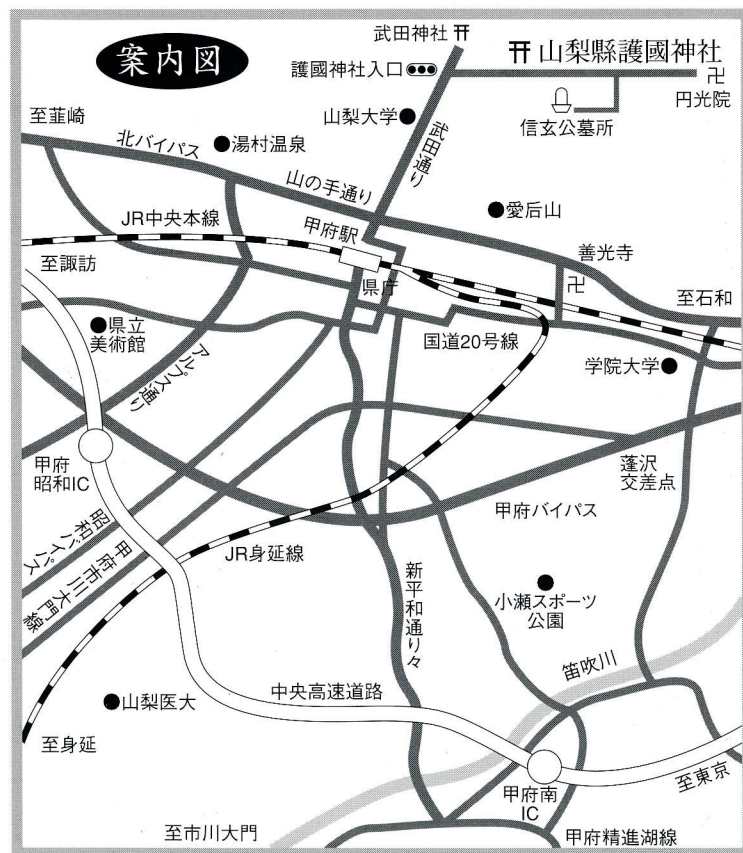 案内図
武田神社
護國神社入口
山梨縣護國神社
円光院
信玄公墓所
山梨大学
武田通り
至韮崎
北バイパス
湯村温泉
山の手通り
愛后山
JR中央本線
甲府駅
善光寺
至諏訪
県庁
至石和
県立
美術館
国道20号線
アルプス通り
学院大学
甲府
昭和IC
蓬沢
交差点
甲府バイパス
昭和バイパス
甲府市川大門線
JR身延線
新平和通り々
小瀬スポーツ
公園
笛吹川
山梨医大
中央高速道路
至身延
至東京
甲府南
IC
至市川大門
甲府精進湖線